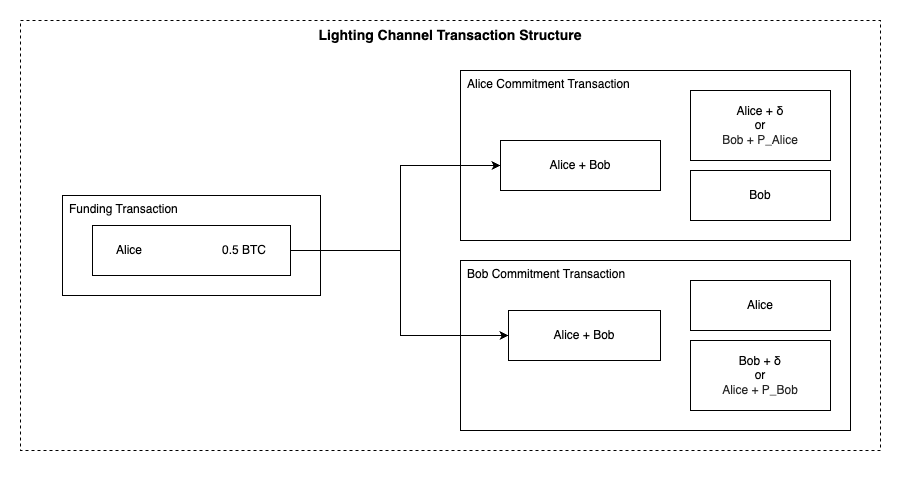 Lighting Channel Transaction Structure
Alice Commitment Transaction
Alice + δ
or
Bob + P_Alice
Alice + Bob
Bob
Funding Transaction
Alice 0.5 BTC
Bob Commitment Transaction
Alice
Alice + Bob
Bob + δ
or
Alice + P_Bob